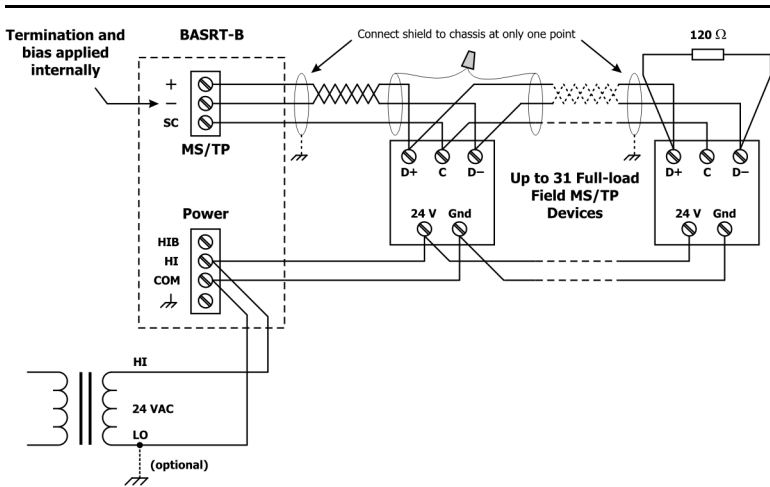 Termination and
bias applied
internally
BASRT-B
Connect shield to chassis at only one point
120 Ω
+
−
SC
MS/TP
D+ C D−
Up to 31 Full-load
Field MS/TP
Devices
D+ C D−
24 V Gnd
24 V Gnd
Power
HIB
HI
COM
HI
24 VAC
LO
(optional)